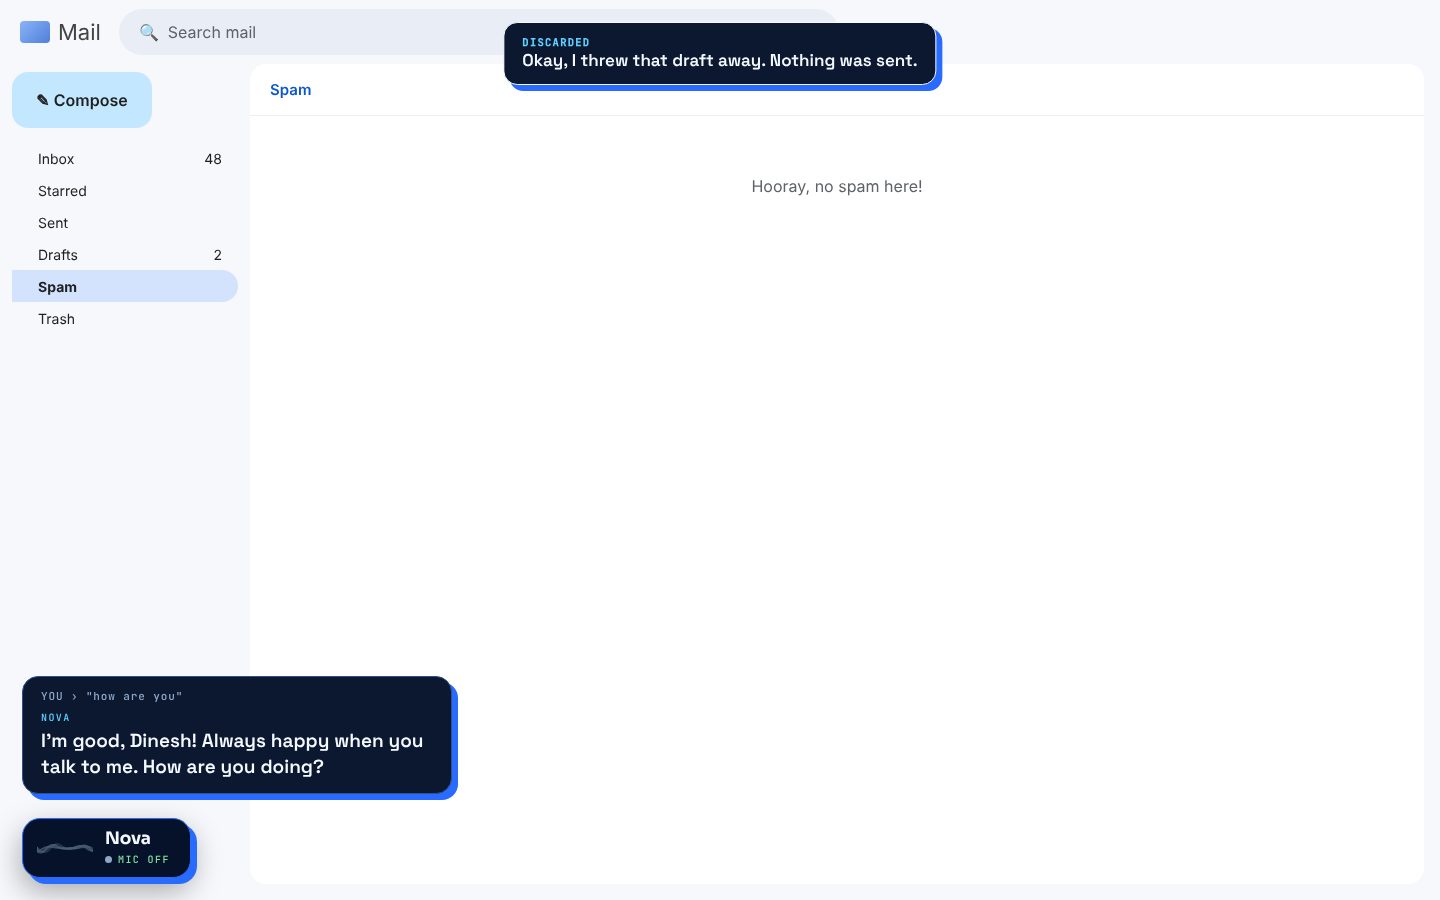 Mail
🔍 Search mail
DISCARDED
Okay, I threw that draft away. Nothing was sent.
✎ Compose
Spam
Inbox 48
Starred
Sent
Drafts 2
Spam
Trash
Hooray, no spam here!
YOU › "how are you"
NOVA
I'm good, Dinesh! Always happy when you
talk to me. How are you doing?
Nova
MIC OFF